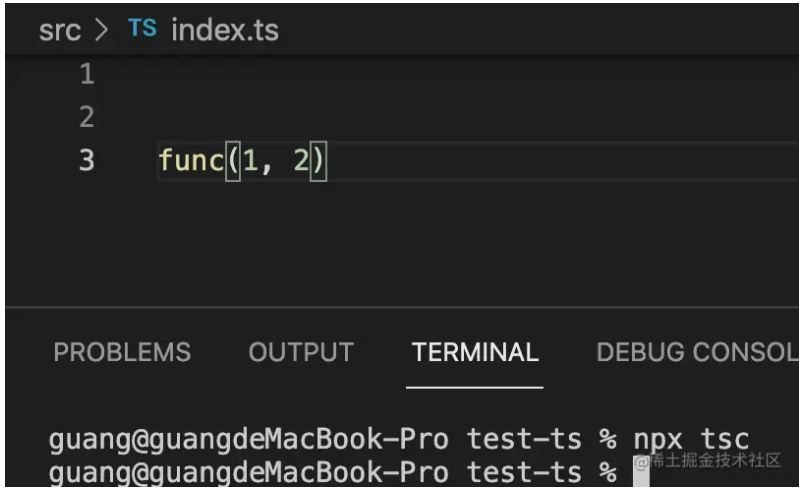 src > TS index.ts
1
2
3 func(1, 2)
PROBLEMS OUTPUT TERMINAL DEBUG CONSOL
guang@guangdeMacBook-Pro test-ts % npx tsc
guang@guangdeMacBook-Pro test-ts %
@稀土掘金技术社区